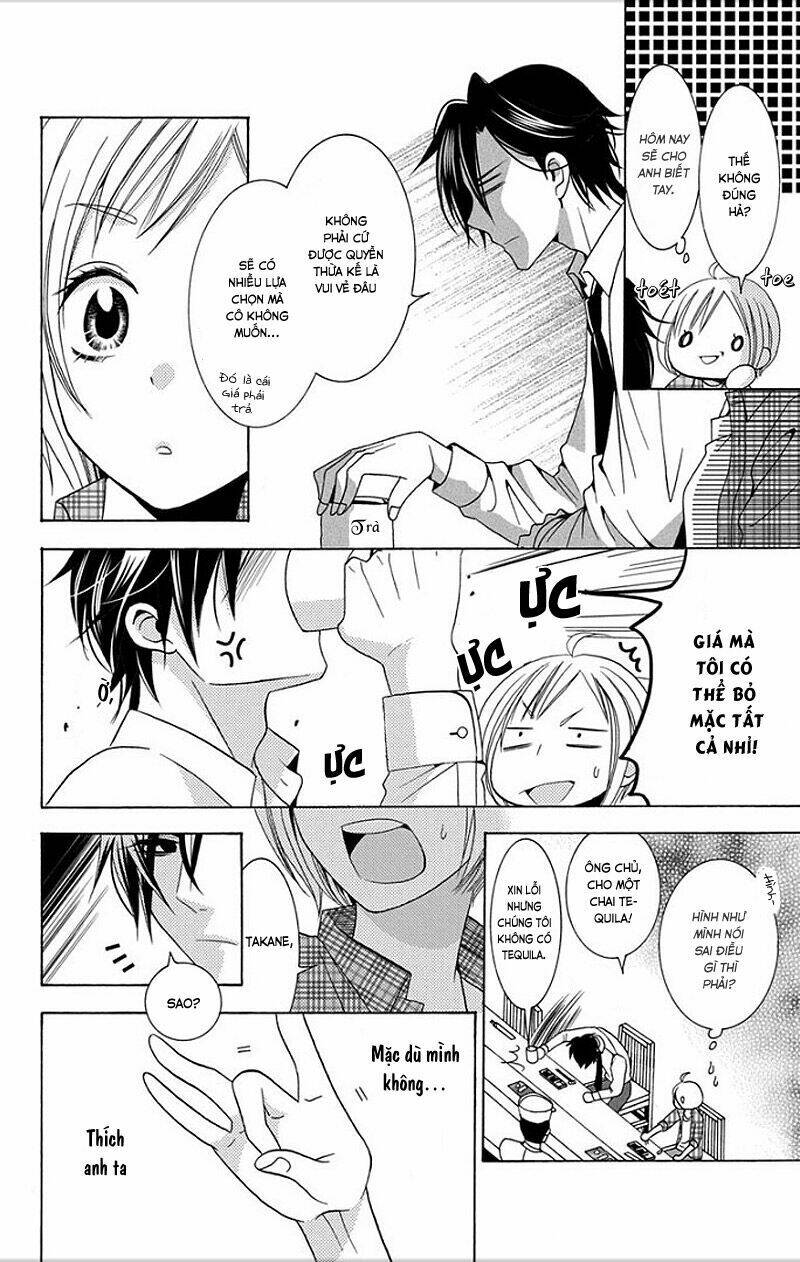 THẾ
KHÔNG
ĐÚNG
HẢ?
HÔM NAY
SẼ CHO
ANH BIẾT
TAY.
toe
toét
KHÔNG
PHẢI CỨ
ĐƯỢC QUYỀN
THỪA KẾ LÀ
VUI VẺ ĐÂU
SẼ CÓ
NHIỀU LỰA
CHỌN MÀ
CÔ KHÔNG
MUỐN...
Đó là cái
Giá phải
trả
Trà
GIÁ MÀ
TÔI CÓ
THỂ BỎ
MẶC TẤT
CẢ NHỈ!
ỰC
ỰC
ỰC
Ờ,
HÌNH NHƯ
MÌNH NÓI
SAI ĐIỀU
GÌ THÌ
PHẢI?
ÔNG CHỦ,
CHO MỘT
CHAI TE-
QUILA!
XIN LỖI
NHƯNG
CHÚNG TÔI
KHÔNG CÓ
TEQUILA.
TAKANE,
SAO?
Mặc dù mình
không...
Thích
anh ta